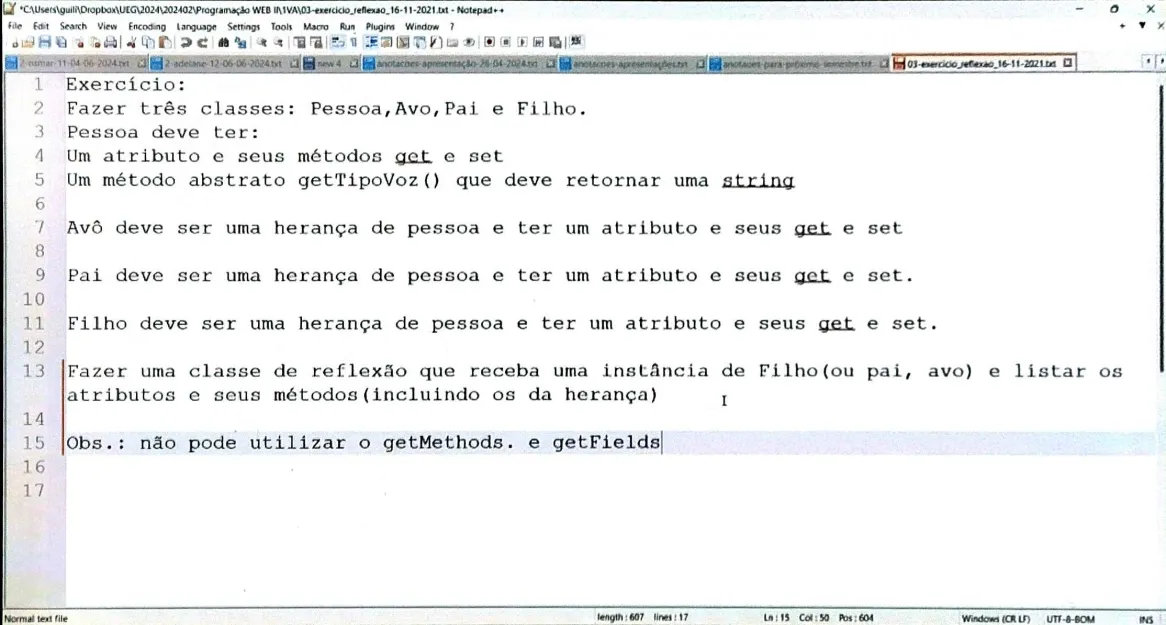 *C:\Users\guili\Dropbox\UEG\2024\202402\Programação WEB II\1VA\03-exercicio_reflexao_16-11-2021.txt - Notepad++
File Edit Search View Encoding Language Settings Tools Macro Run Plugins Window ?
2-osmar-11-04-06-2024.txt 2-adelane-12-06-06-2024.txt new 4 anotacoes-apresentação-26-04-2024.txt anotacoes-apresentações.txt anotaoes-para-próximo-semestre.txt 03-exercicio_reflexao_16-11-2021.txt
1 Exercício:
2 Fazer três classes: Pessoa,Avo,Pai e Filho.
3 Pessoa deve ter:
4 Um atributo e seus métodos get e set
5 Um método abstrato getTipoVoz() que deve retornar uma string
6
7 Avô deve ser uma herança de pessoa e ter um atributo e seus get e set
8
9 Pai deve ser uma herança de pessoa e ter um atributo e seus get e set.
10
11 Filho deve ser uma herança de pessoa e ter um atributo e seus get e set.
12
13 Fazer uma classe de reflexão que receba uma instância de Filho(ou pai, avo) e listar os
atributos e seus métodos(incluindo os da herança)
14
15 Obs.: não pode utilizar o getMethods. e getFields
16
17
Normal text file length : 607 lines : 17 Ln : 15 Col : 50 Pos : 604 Windows (CR LF) UTF-8-BOM INS